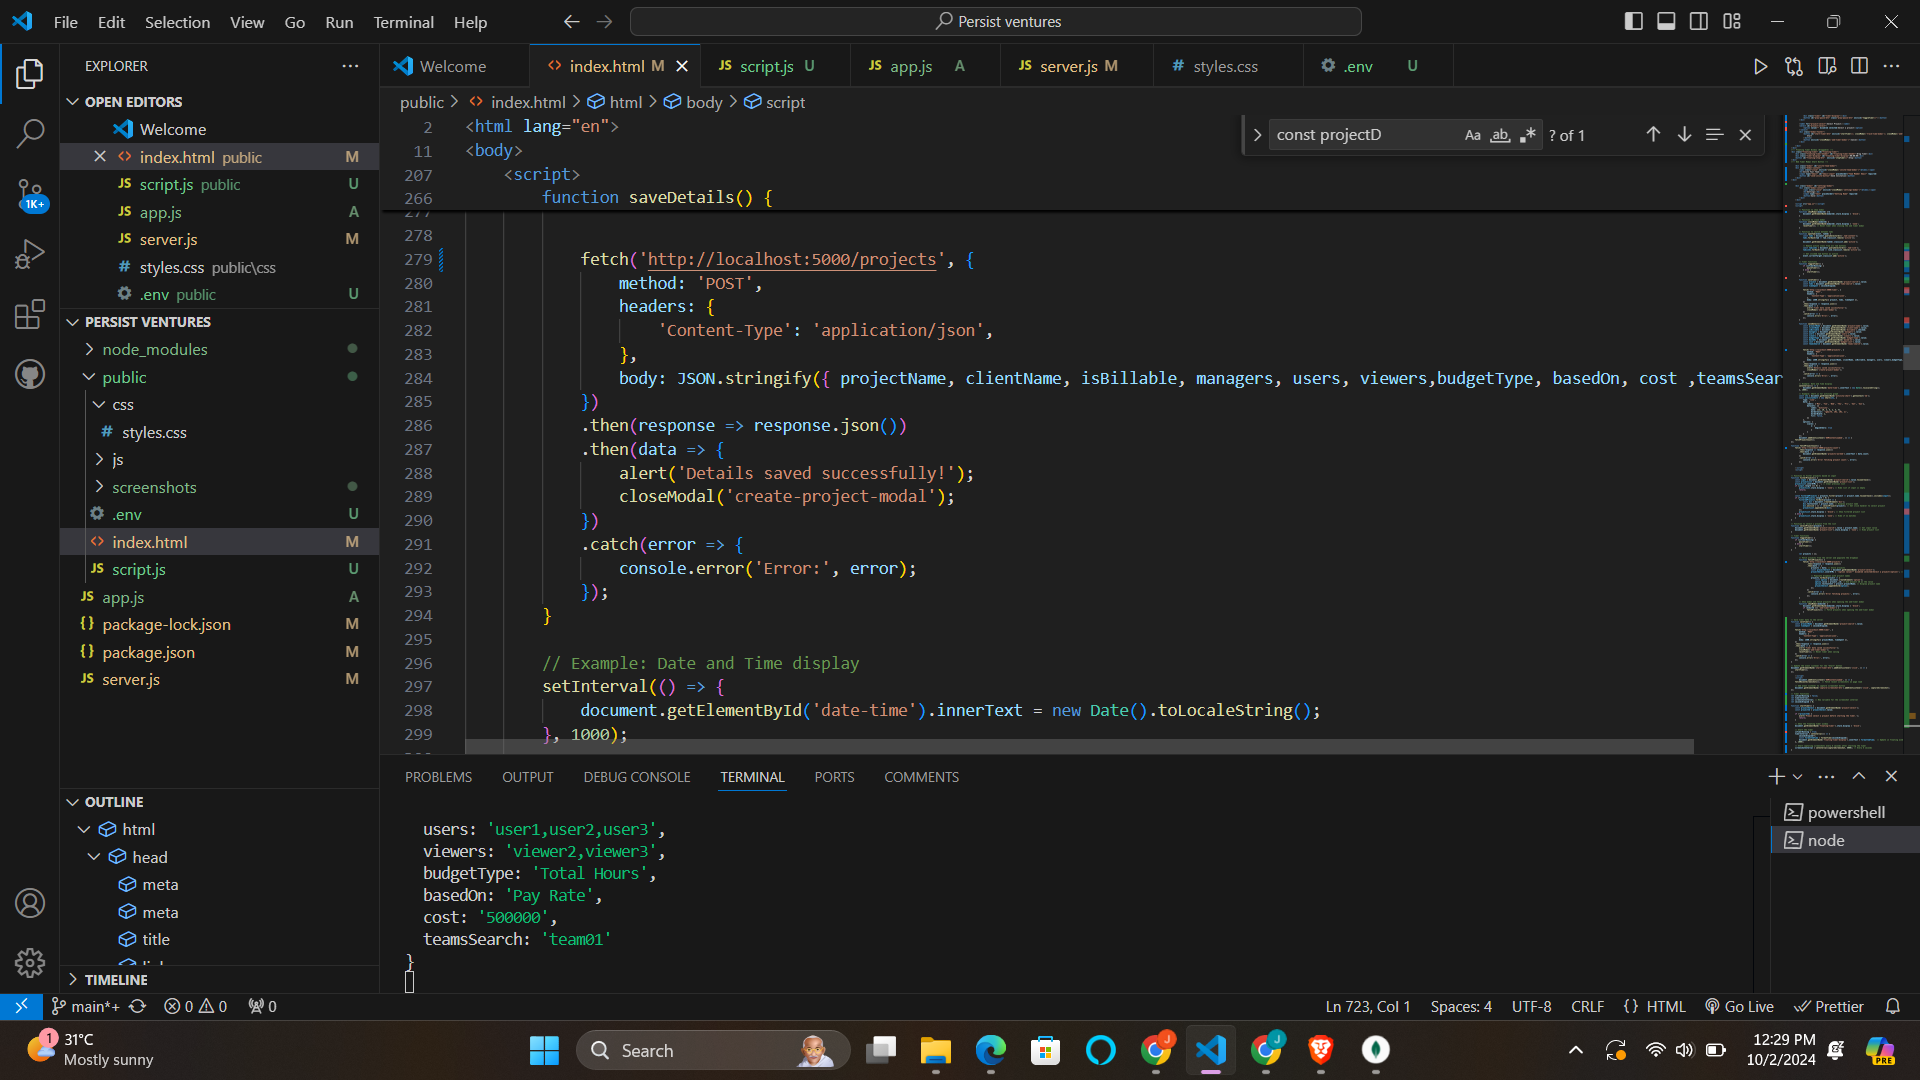 File Edit Selection View Go Run Terminal Help
Persist ventures
EXPLORER
OPEN EDITORS
Welcome
index.html public M
script.js public U
app.js A
server.js M
styles.css public\css
.env public U
PERSIST VENTURES
node_modules
public
css
styles.css
js
screenshots
.env U
index.html M
script.js U
app.js A
package-lock.json M
package.json M
server.js M
OUTLINE
html
head
meta
meta
title
TIMELINE
1K+
Welcome index.html M script.js U app.js A server.js M styles.css .env U
public > index.html > html > body > script
const projectD Aa ab ? of 1
2 <html lang="en">
11 <body>
207 <script>
266 function saveDetails() {
277
278
279 fetch('http://localhost:5000/projects', {
280 method: 'POST',
281 headers: {
282 'Content-Type': 'application/json',
283 },
284 body: JSON.stringify({ projectName, clientName, isBillable, managers, users, viewers,budgetType, basedOn, cost ,teamsSear
285 })
286 .then(response => response.json())
287 .then(data => {
288 alert('Details saved successfully!');
289 closeModal('create-project-modal');
290 })
291 .catch(error => {
292 console.error('Error:', error);
293 });
294 }
295
296 // Example: Date and Time display
297 setInterval(() => {
298 document.getElementById('date-time').innerText = new Date().toLocaleString();
299 }, 1000);
PROBLEMS OUTPUT DEBUG CONSOLE TERMINAL PORTS COMMENTS
users: 'user1,user2,user3',
viewers: 'viewer2,viewer3',
budgetType: 'Total Hours',
basedOn: 'Pay Rate',
cost: '500000',
teamsSearch: 'team01'
}
powershell
node
main*+ 0 0 0 Ln 723, Col 1 Spaces: 4 UTF-8 CRLF {} HTML Go Live Prettier
1 31°C
Mostly sunny
Search
J
J
12:29 PM
10/2/2024
PRE